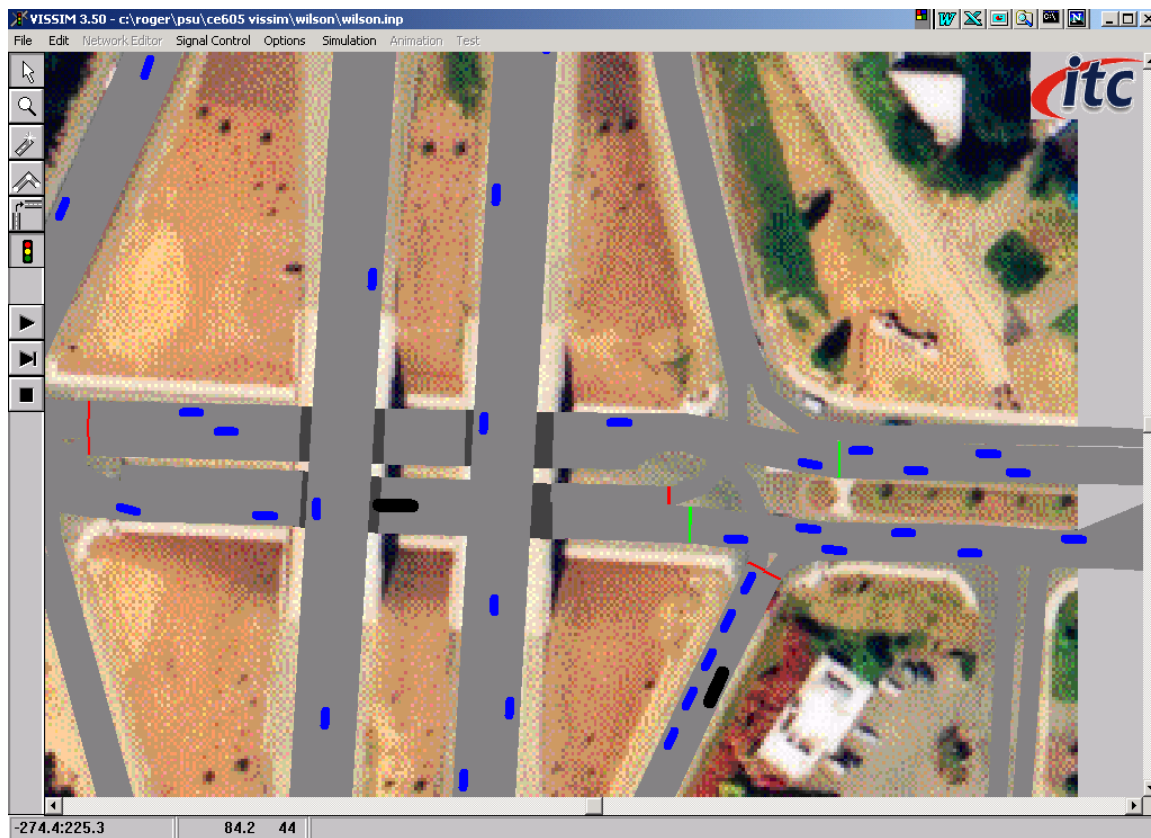 VISSIM 3.50 - c:\roger\psu\ce605 vissim\wilson\wilson.inp
File Edit Network Editor Signal Control Options Simulation Animation Test
itc
-274.4:225.3 84.2 44